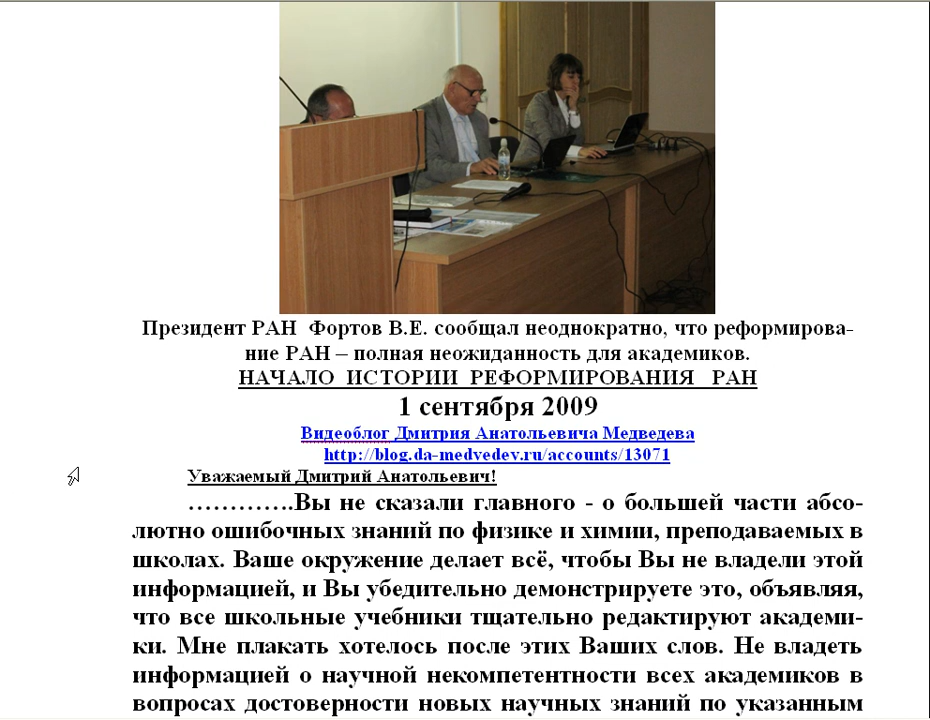 Президент РАН Фортов В.Е. сообщал неоднократно, что реформирова-
ние РАН – полная неожиданность для академиков.
НАЧАЛО ИСТОРИИ РЕФОРМИРОВАНИЯ РАН
1 сентября 2009
Видеоблог Дмитрия Анатольевича Медведева
http://blog.da-medvedev.ru/accounts/13071
Уважаемый Дмитрий Анатольевич!
………….Вы не сказали главного - о большей части абсо-
лютно ошибочных знаний по физике и химии, преподаваемых в
школах. Ваше окружение делает всё, чтобы Вы не владели этой
информацией, и Вы убедительно демонстрируете это, объявляя,
что все школьные учебники тщательно редактируют академи-
ки. Мне плакать хотелось после этих Ваших слов. Не владеть
информацией о научной некомпетентности всех академиков в
вопросах достоверности новых научных знаний по указанным